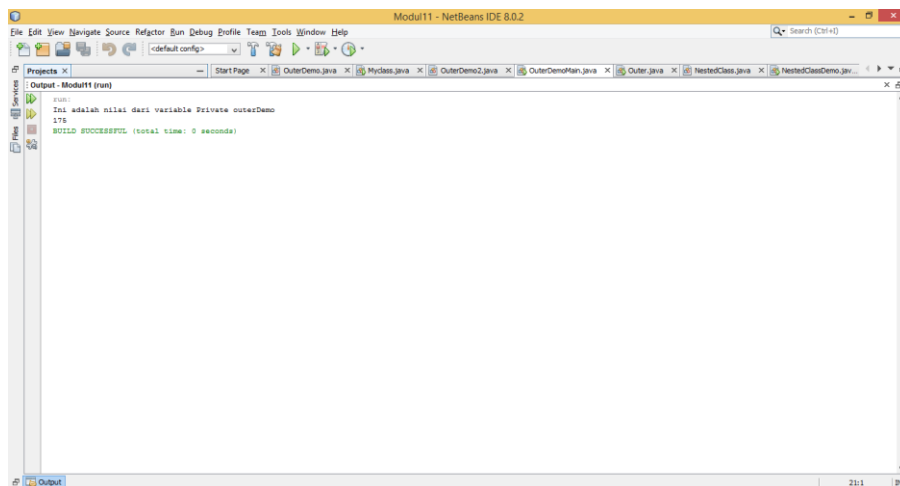 Modul11 - NetBeans IDE 8.0.2
File Edit View Navigate Source Refactor Run Debug Profile Team Tools Window Help
Search (Ctrl+I)
<default config>
Projects
Start Page
OuterDemo.java
Myclass.java
OuterDemo2.java
OuterDemoMain.java
Outer.java
NestedClass.java
NestedClassDemo.jav...
Services
Files
Output - Modul11 (run)
run:
Ini adalah nilai dari variable Private outerDemo
175
BUILD SUCCESSFUL (total time: 0 seconds)
Output
21:1